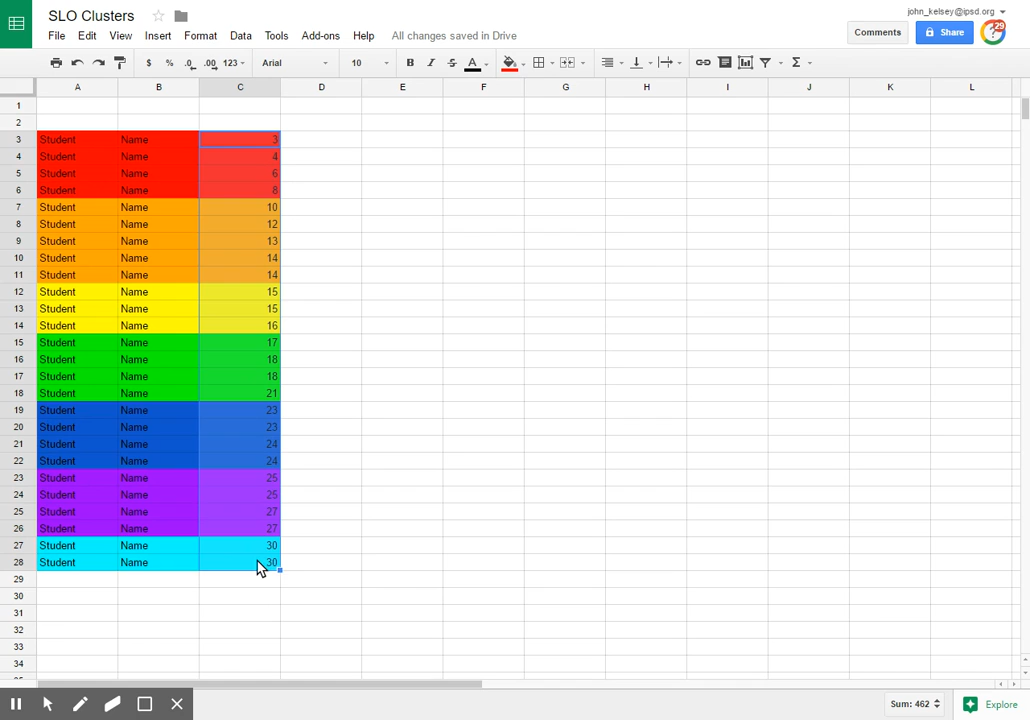 SLO Clusters
john_kelsey@ipsd.org
File Edit View Insert Format Data Tools Add-ons Help All changes saved in Drive
Comments Share 29
$ % .0 .00 123 Arial 10 B I S A Σ
A B C D E F G H I J K L
1
2
3 Student Name 3
4 Student Name 4
5 Student Name 6
6 Student Name 8
7 Student Name 10
8 Student Name 12
9 Student Name 13
10 Student Name 14
11 Student Name 14
12 Student Name 15
13 Student Name 15
14 Student Name 16
15 Student Name 17
16 Student Name 18
17 Student Name 18
18 Student Name 21
19 Student Name 23
20 Student Name 23
21 Student Name 24
22 Student Name 24
23 Student Name 25
24 Student Name 25
25 Student Name 27
26 Student Name 27
27 Student Name 30
28 Student Name 30
29
30
31
32
33
34
Sum: 462 Explore